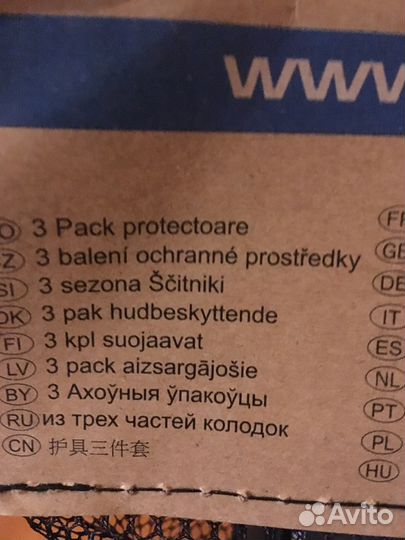 www.
O 3 Pack protectoare
CZ 3 balení ochranné prostředky
SI 3 sezona Ščitniki
DK 3 pak hudbeskyttende
FI 3 kpl suojaavat
LV 3 pack aizsargājošie
BY 3 Ахоўныя ўпакоўцы
RU из трех частей колодок
CN 护具三件套
FR
GE
DE
IT
ES
NL
PT
PL
HU
Avito